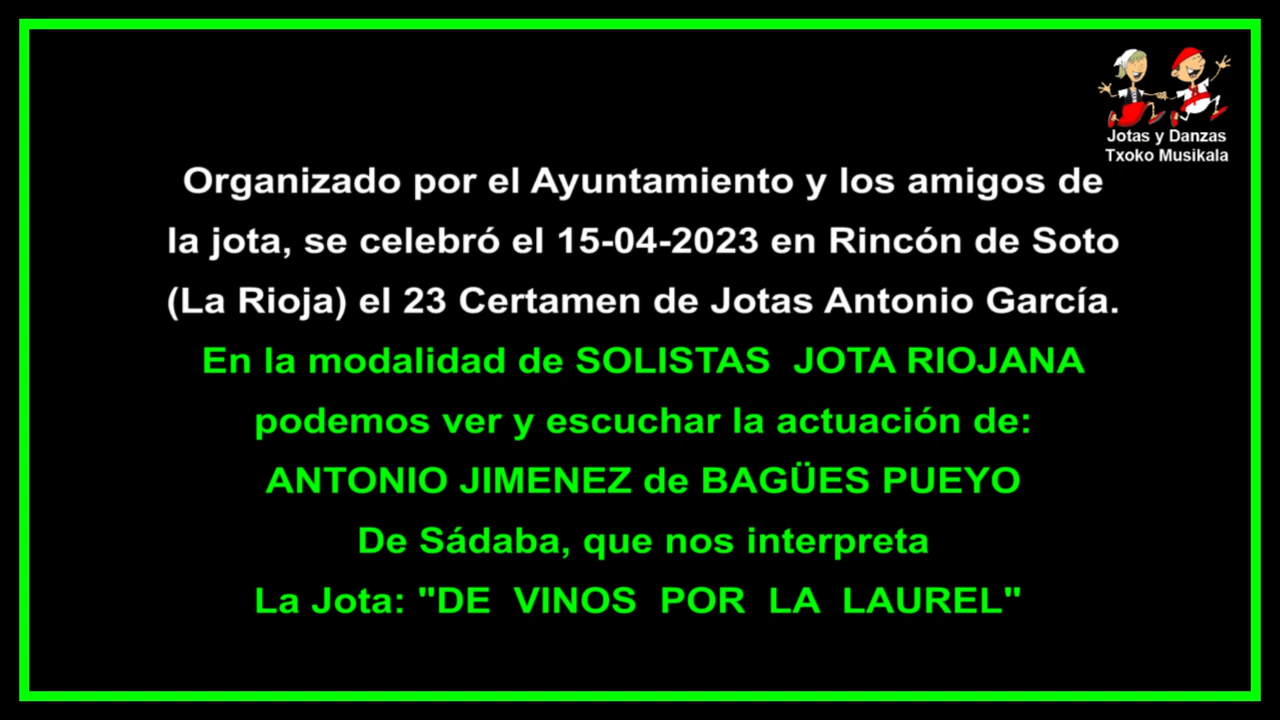 Jotas y Danzas
Txoko Musikala
Organizado por el Ayuntamiento y los amigos de
la jota, se celebró el 15-04-2023 en Rincón de Soto
(La Rioja) el 23 Certamen de Jotas Antonio García.
En la modalidad de SOLISTAS JOTA RIOJANA
podemos ver y escuchar la actuación de:
ANTONIO JIMENEZ de BAGÜES PUEYO
De Sádaba, que nos interpreta
La Jota: "DE VINOS POR LA LAUREL"